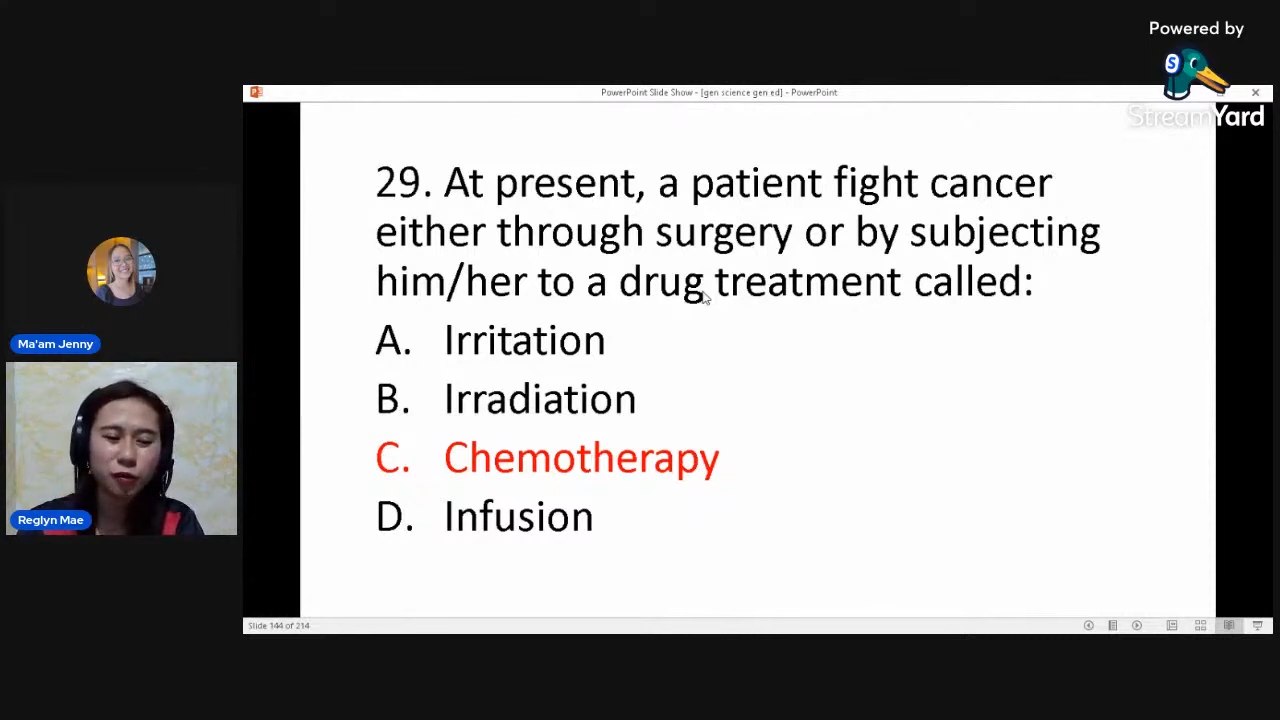 Powered by
S
StreamYard
PowerPoint Slide Show - [gen science gen ed] - PowerPoint
29. At present, a patient fight cancer
either through surgery or by subjecting
him/her to a drug treatment called:
A. Irritation
B. Irradiation
C. Chemotherapy
D. Infusion
Ma'am Jenny
Reglyn Mae
Slide 144 of 214